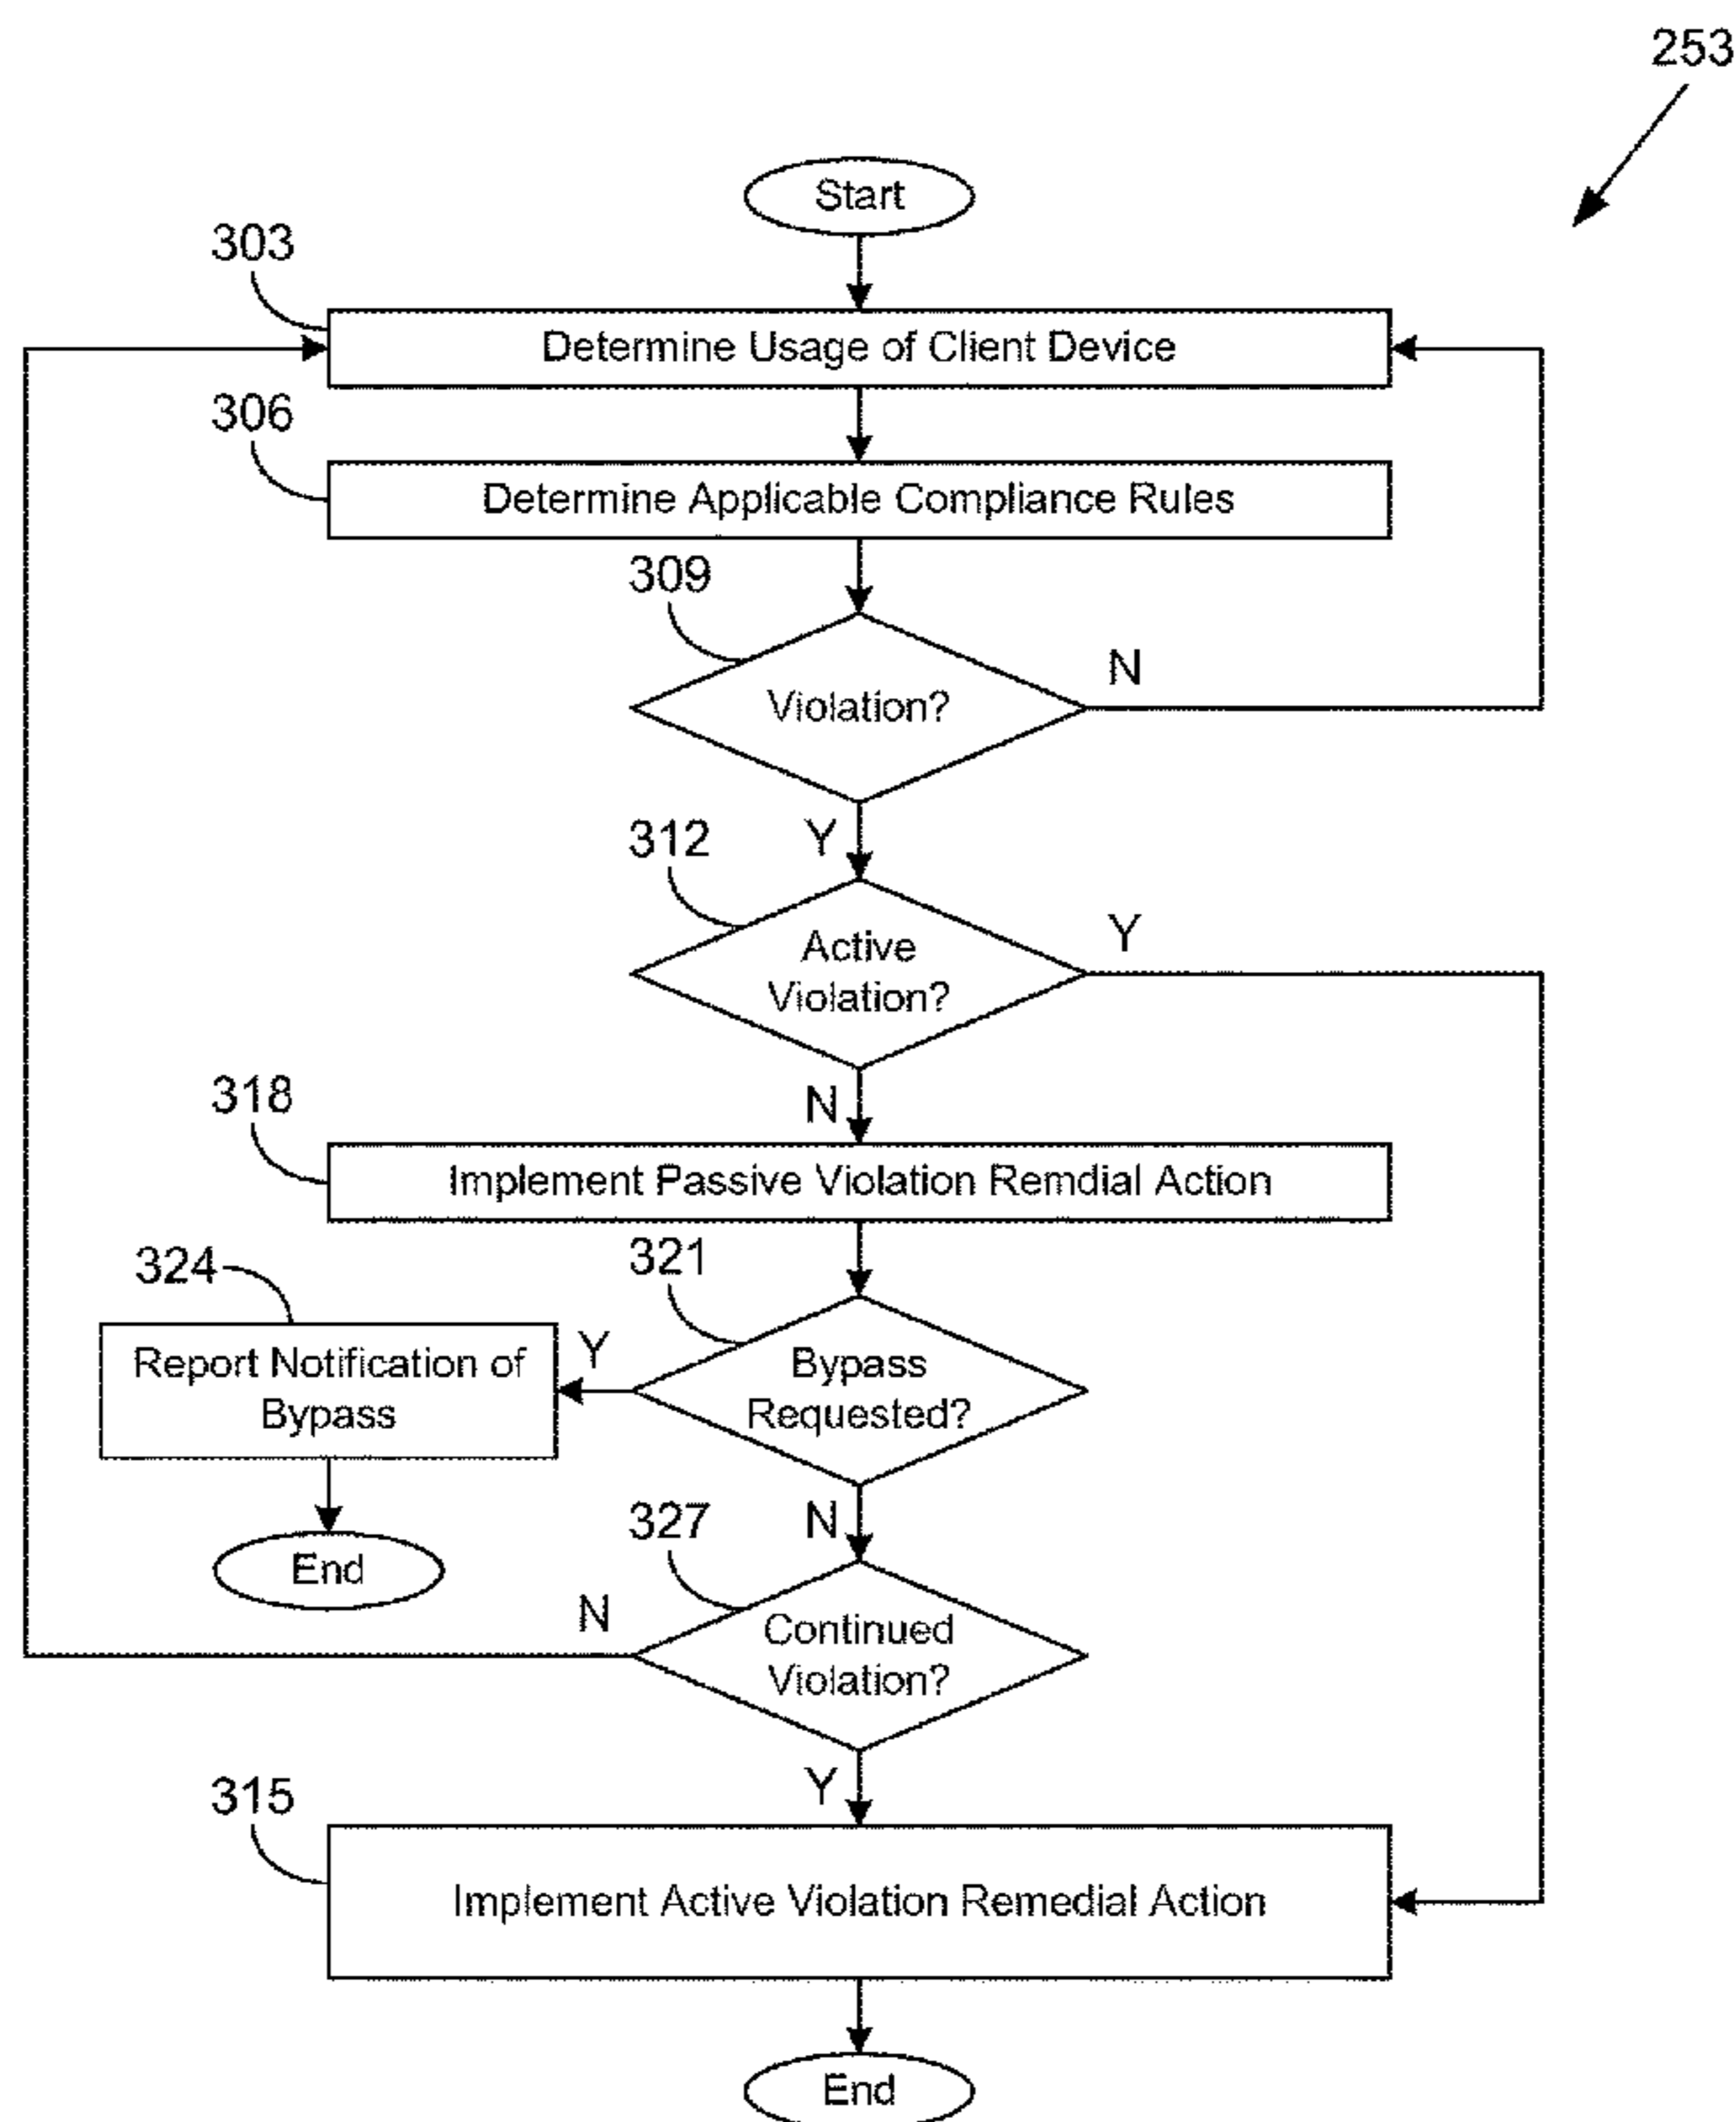 253
Start
303
Determine Usage of Client Device
306
Determine Applicable Compliance Rules
309
Violation?
N
Y
312
Active
Violation?
Y
N
318
Implement Passive Violation Remdial Action
321
324
Report Notification of
Bypass
Y
Bypass
Requested?
End
N
327
N
Continued
Violation?
Y
315
Implement Active Violation Remedial Action
End